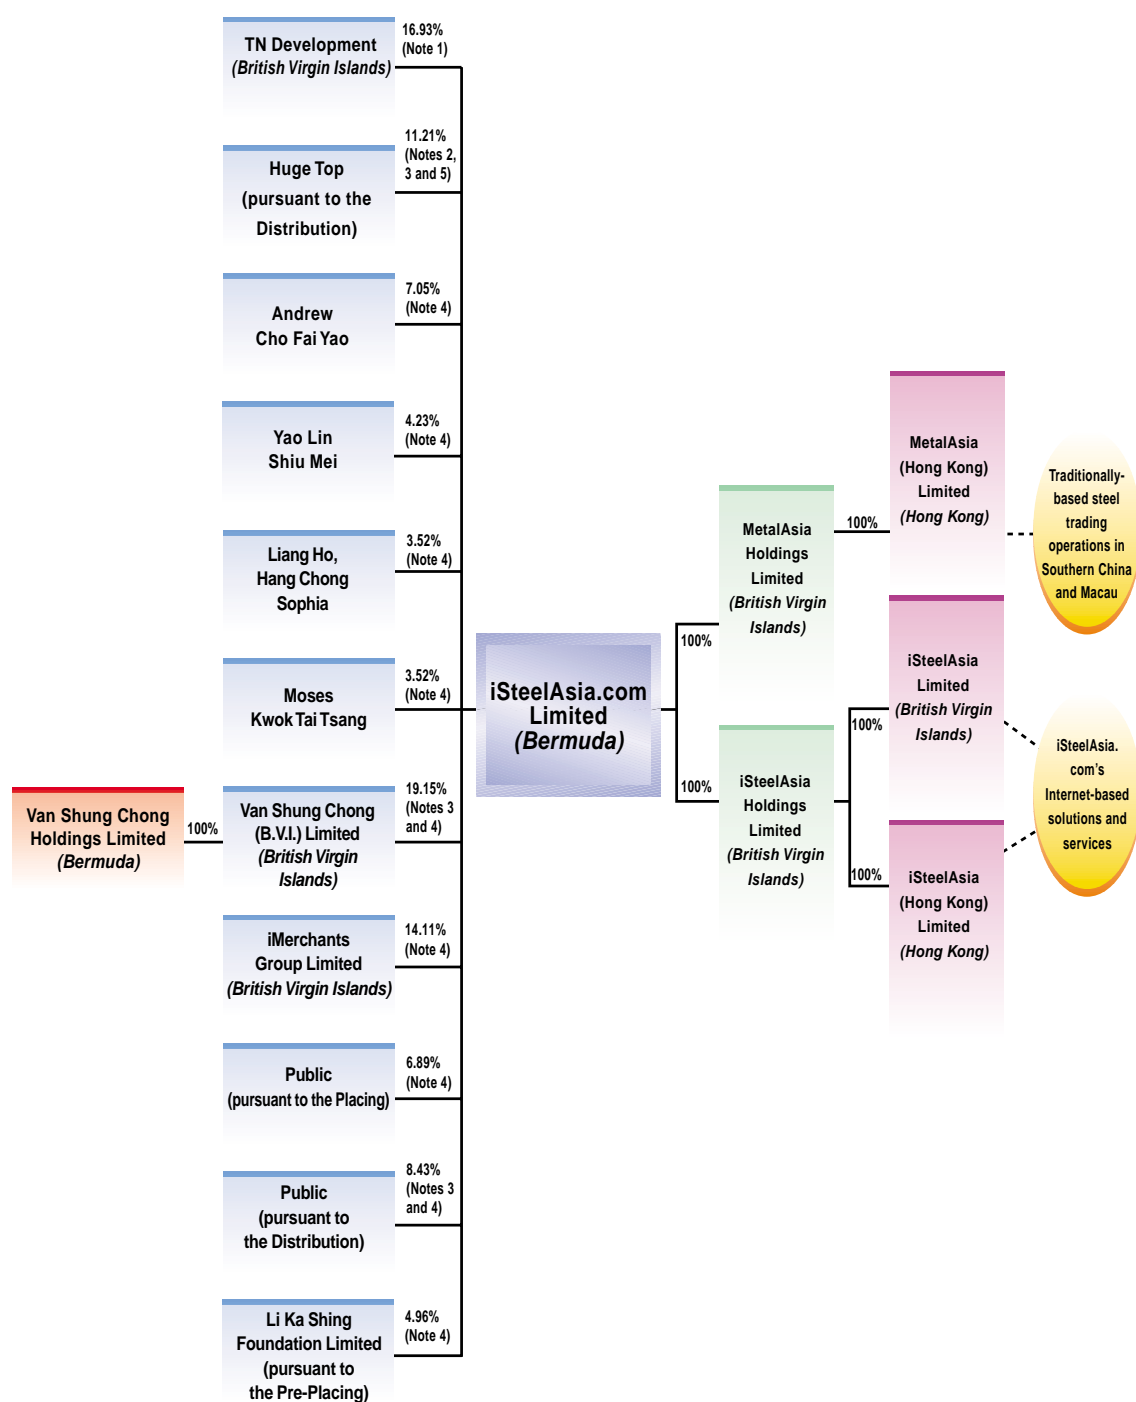 TN Development
(British Virgin Islands)
16.93%
(Note 1)
Huge Top
(pursuant to the
Distribution)
11.21%
(Notes 2,
3 and 5)
Andrew
Cho Fai Yao
7.05%
(Note 4)
Yao Lin
Shiu Mei
4.23%
(Note 4)
Liang Ho,
Hang Chong
Sophia
3.52%
(Note 4)
Moses
Kwok Tai Tsang
3.52%
(Note 4)
Van Shung Chong
Holdings Limited
(Bermuda)
100%
Van Shung Chong
(B.V.I.) Limited
(British Virgin
Islands)
19.15%
(Notes 3
and 4)
iMerchants
Group Limited
(British Virgin Islands)
14.11%
(Note 4)
Public
(pursuant to the Placing)
6.89%
(Note 4)
Public
(pursuant to
the Distribution)
8.43%
(Notes 3
and 4)
Li Ka Shing
Foundation Limited
(pursuant to
the Pre-Placing)
4.96%
(Note 4)
iSteelAsia.com
Limited
(Bermuda)
100%
MetalAsia
Holdings
Limited
(British Virgin
Islands)
100%
iSteelAsia
Holdings
Limited
(British Virgin
Islands)
100%
MetalAsia
(Hong Kong)
Limited
(Hong Kong)
100%
iSteelAsia
Limited
(British Virgin
Islands)
100%
iSteelAsia
(Hong Kong)
Limited
(Hong Kong)
Traditionally-
based steel
trading
operations in
Southern China
and Macau
iSteelAsia.
com's
Internet-based
solutions and
services